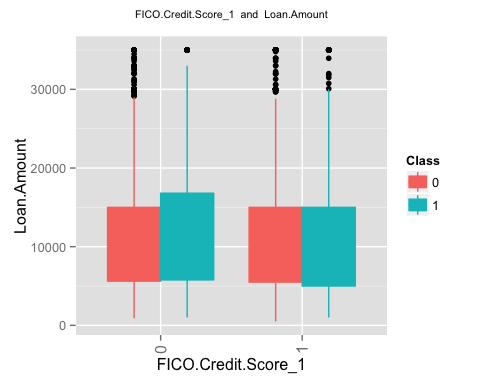 FICO.Credit.Score_1 and Loan.Amount
Loan.Amount
30000
20000
10000
0
0
1
FICO.Credit.Score_1
Class
0
1